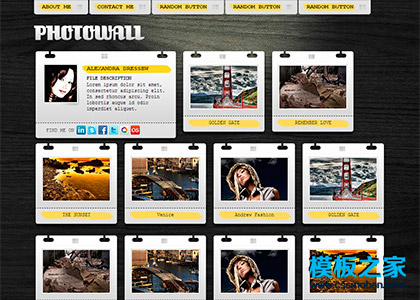 ABOUT ME
CONTACT ME
RANDOM BUTTON
RANDOM BUTTON
RANDOM BUTTON
PHOTOWALL
ALEXANDRA DRESSEW
FILE DESCRIPTION
Lorem ipsum dolor sit amet,
consectetur adipiscing elit.
In sed rhoncus arcu. Proin
lobortis augue id odio
imperdiet aliquet.
FIND ME ON
GOLDEN GATE
REMEMBER LOVE
THE SUNSET
Venice
Andrew Fashion
GOLDEN GATE
模板之家